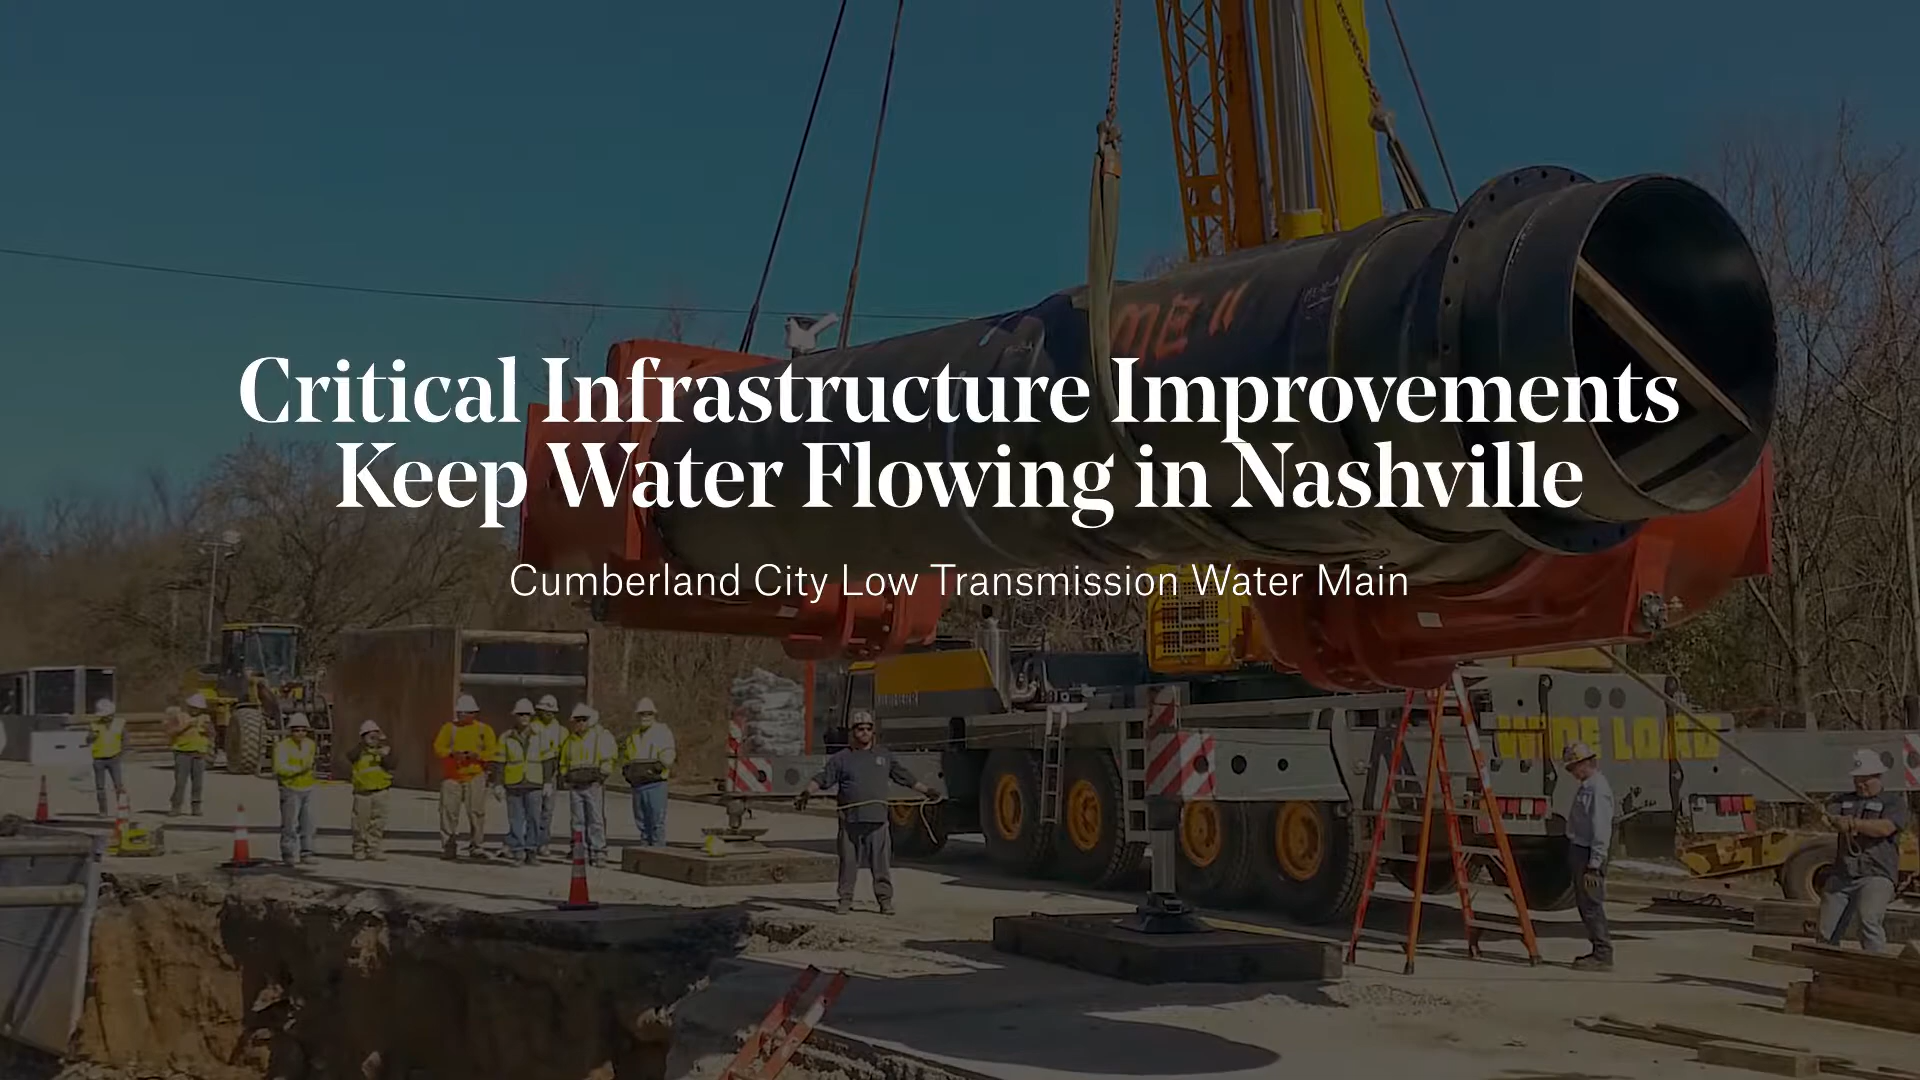 Critical Infrastructure Improvements
Keep Water Flowing in Nashville
Cumberland City Low Transmission Water Main
WIDE LOAD